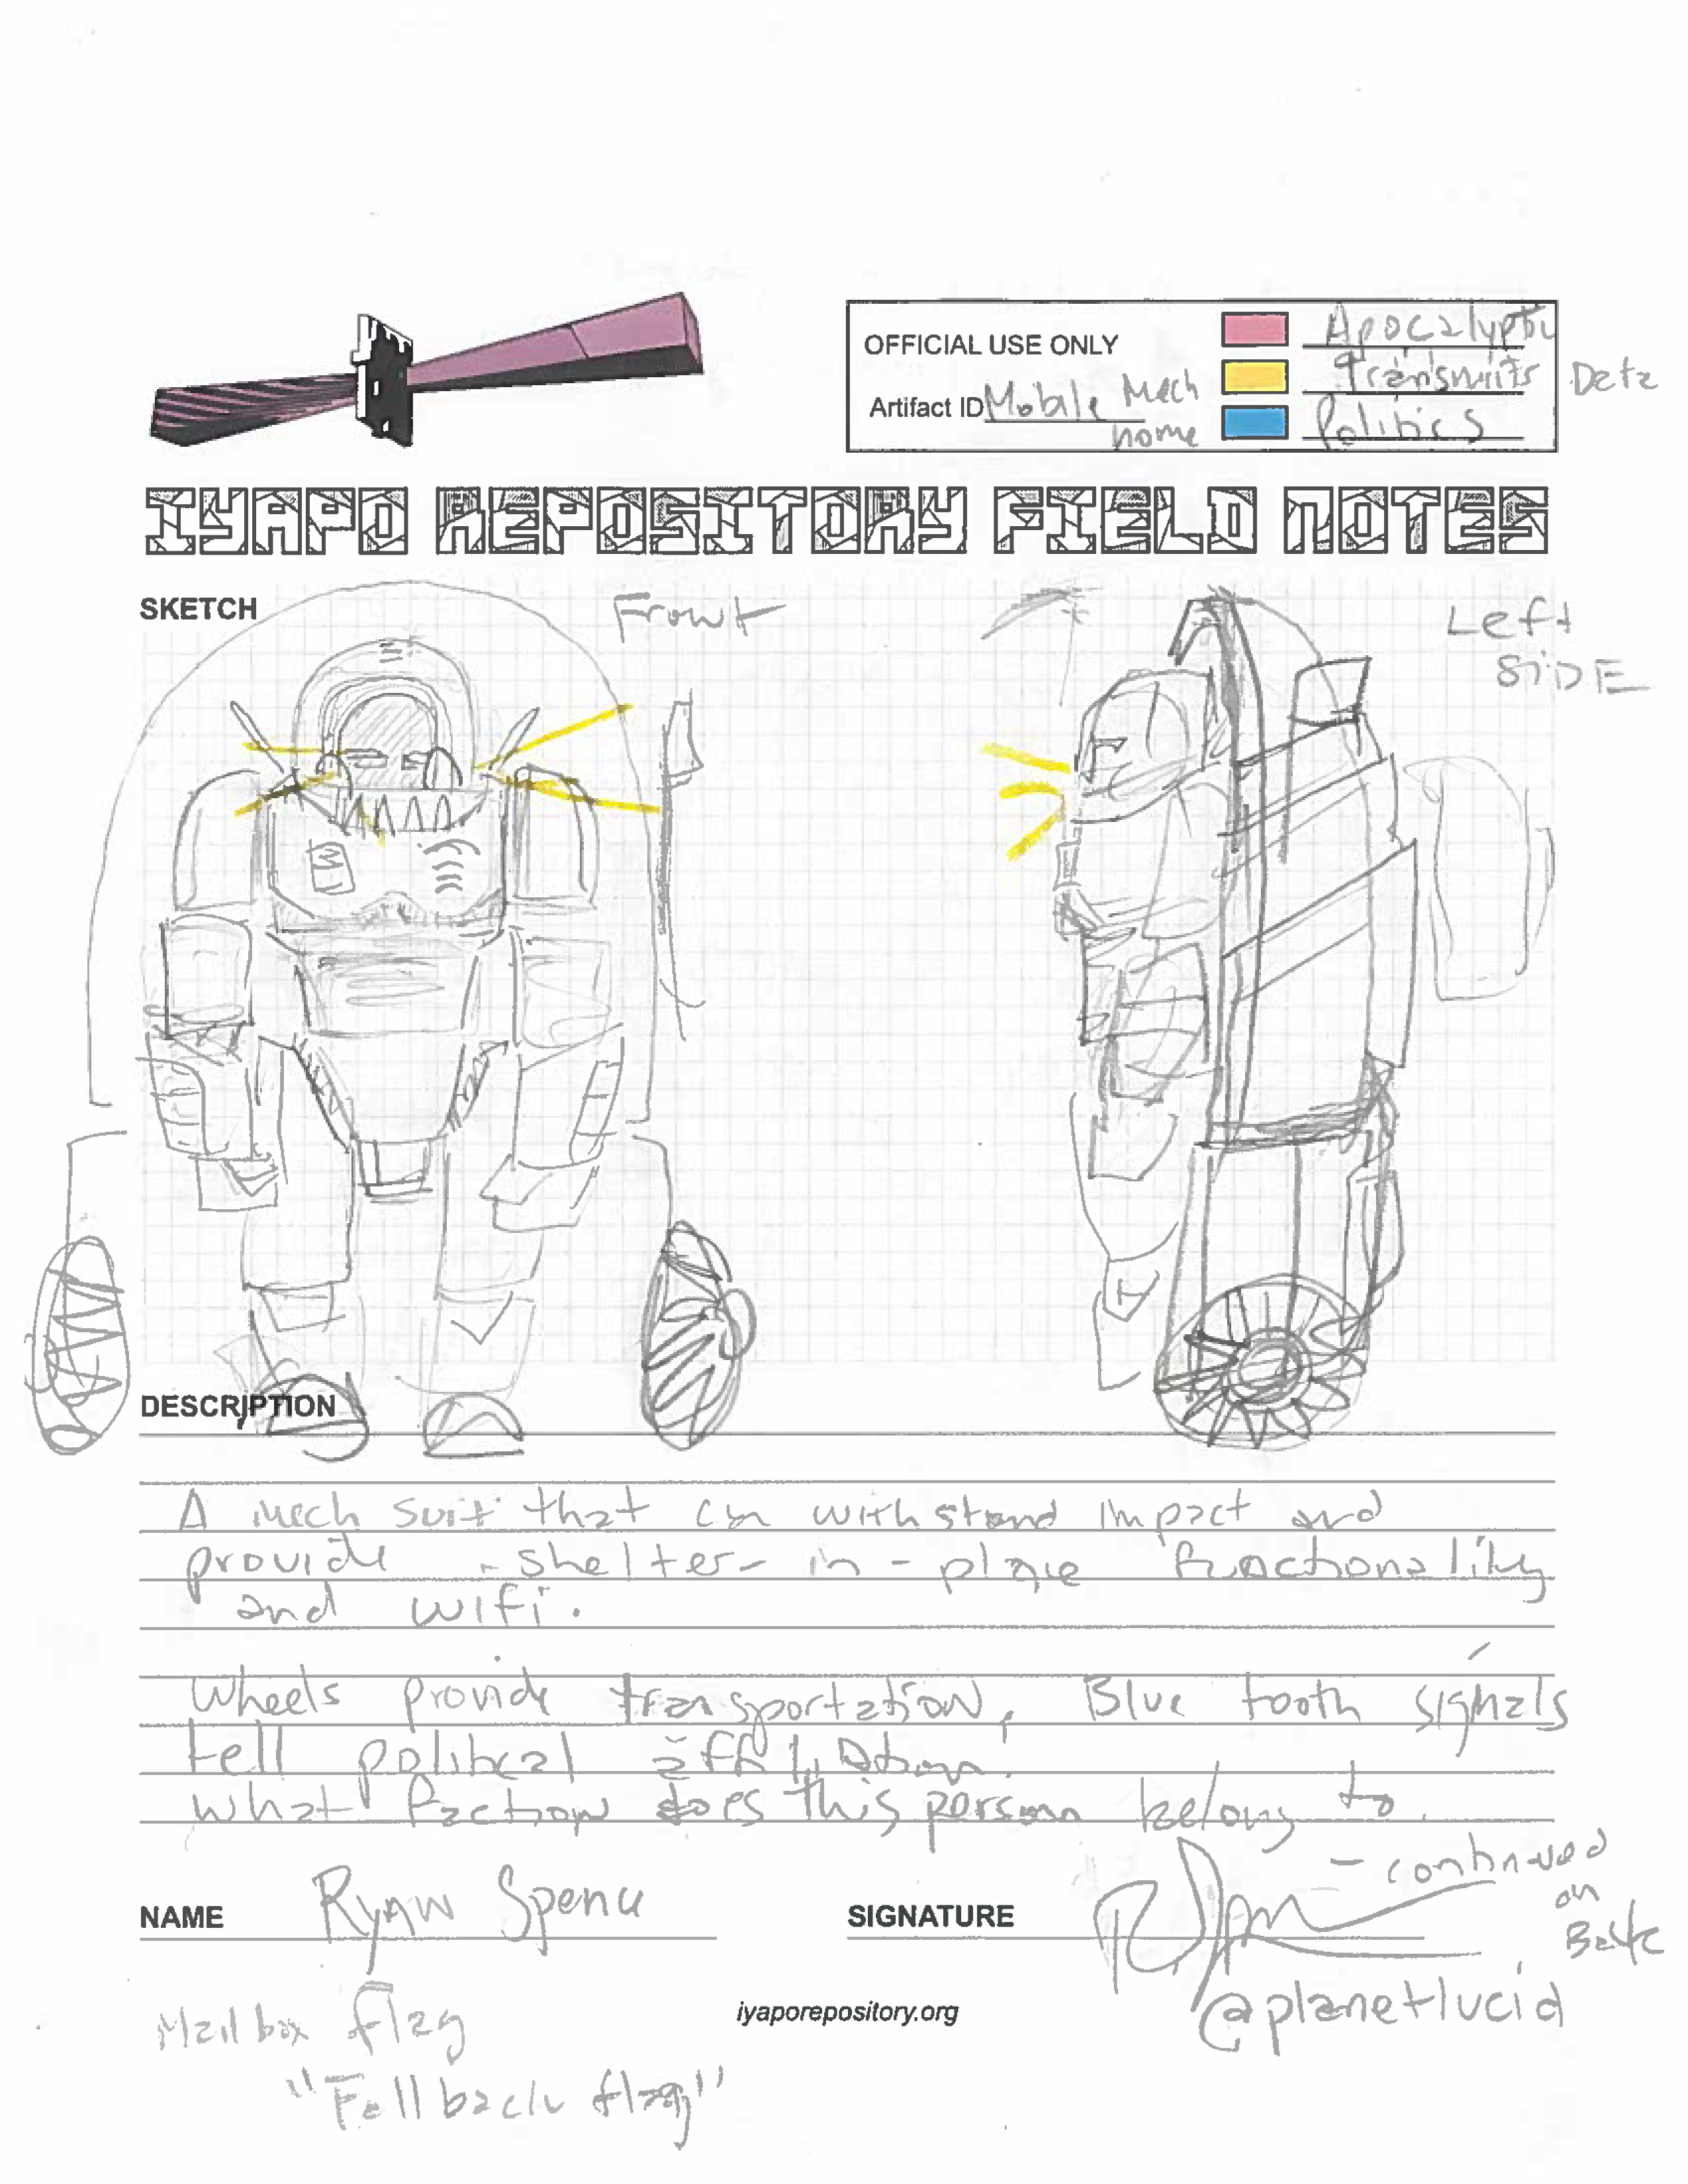 OFFICIAL USE ONLY
Apocalyptic
Transmits Data
Artifact ID Mobile Mech
home
Politics
IYAPO REPOSITORY FIELD NOTES
SKETCH
Front
Left
SIDE
DESCRIPTION
A mech suit that can withstand impact and
provide - shelter - in - place functionality
and wifi.
Wheels provide transportation, Blue tooth signals
tell political affiliation.
what faction does this person belong to.
- continued
on
Back
NAME Ryan
SIGNATURE
@planetlucid
iyaporepository.org
Mailbox flag
"Fall back flag"